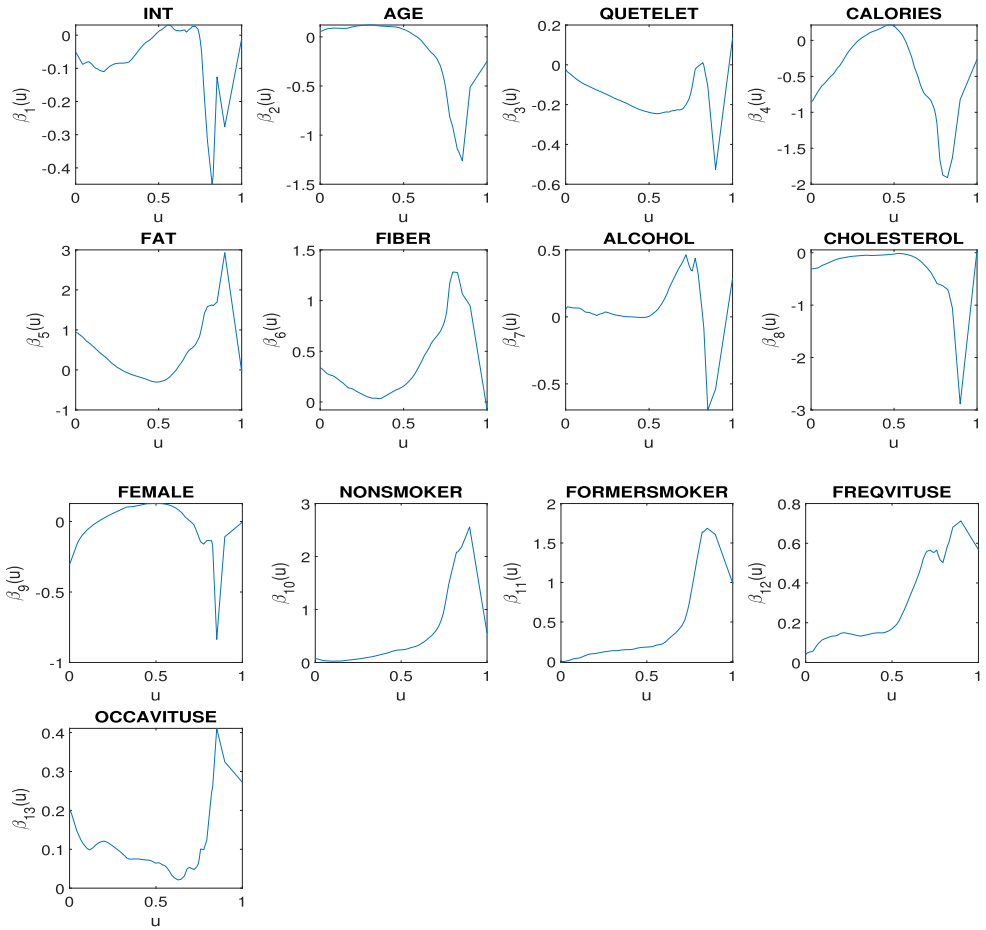 INT
0
-0.1
-0.2
-0.3
-0.4
β1(u)
0 0.5 1
u
AGE
0
-0.5
-1
-1.5
β2(u)
0 0.5 1
u
QUETELET
0.2
0
-0.2
-0.4
-0.6
β3(u)
0 0.5 1
u
CALORIES
0
-0.5
-1
-1.5
-2
β4(u)
0 0.5 1
u
FAT
3
2
1
0
-1
β5(u)
0 0.5 1
u
FIBER
1.5
1
0.5
0
β6(u)
0 0.5 1
u
ALCOHOL
0.5
0
-0.5
β7(u)
0 0.5 1
u
CHOLESTEROL
0
-1
-2
-3
β8(u)
0 0.5 1
u
FEMALE
0
-0.5
-1
β9(u)
0 0.5 1
u
NONSMOKER
3
2
1
0
β10(u)
0 0.5 1
u
FORMERSMOKER
2
1.5
1
0.5
0
β11(u)
0 0.5 1
u
FREQVITUSE
0.8
0.6
0.4
0.2
0
β12(u)
0 0.5 1
u
OCCAVITUSE
0.4
0.3
0.2
0.1
0
β13(u)
0 0.5 1
u